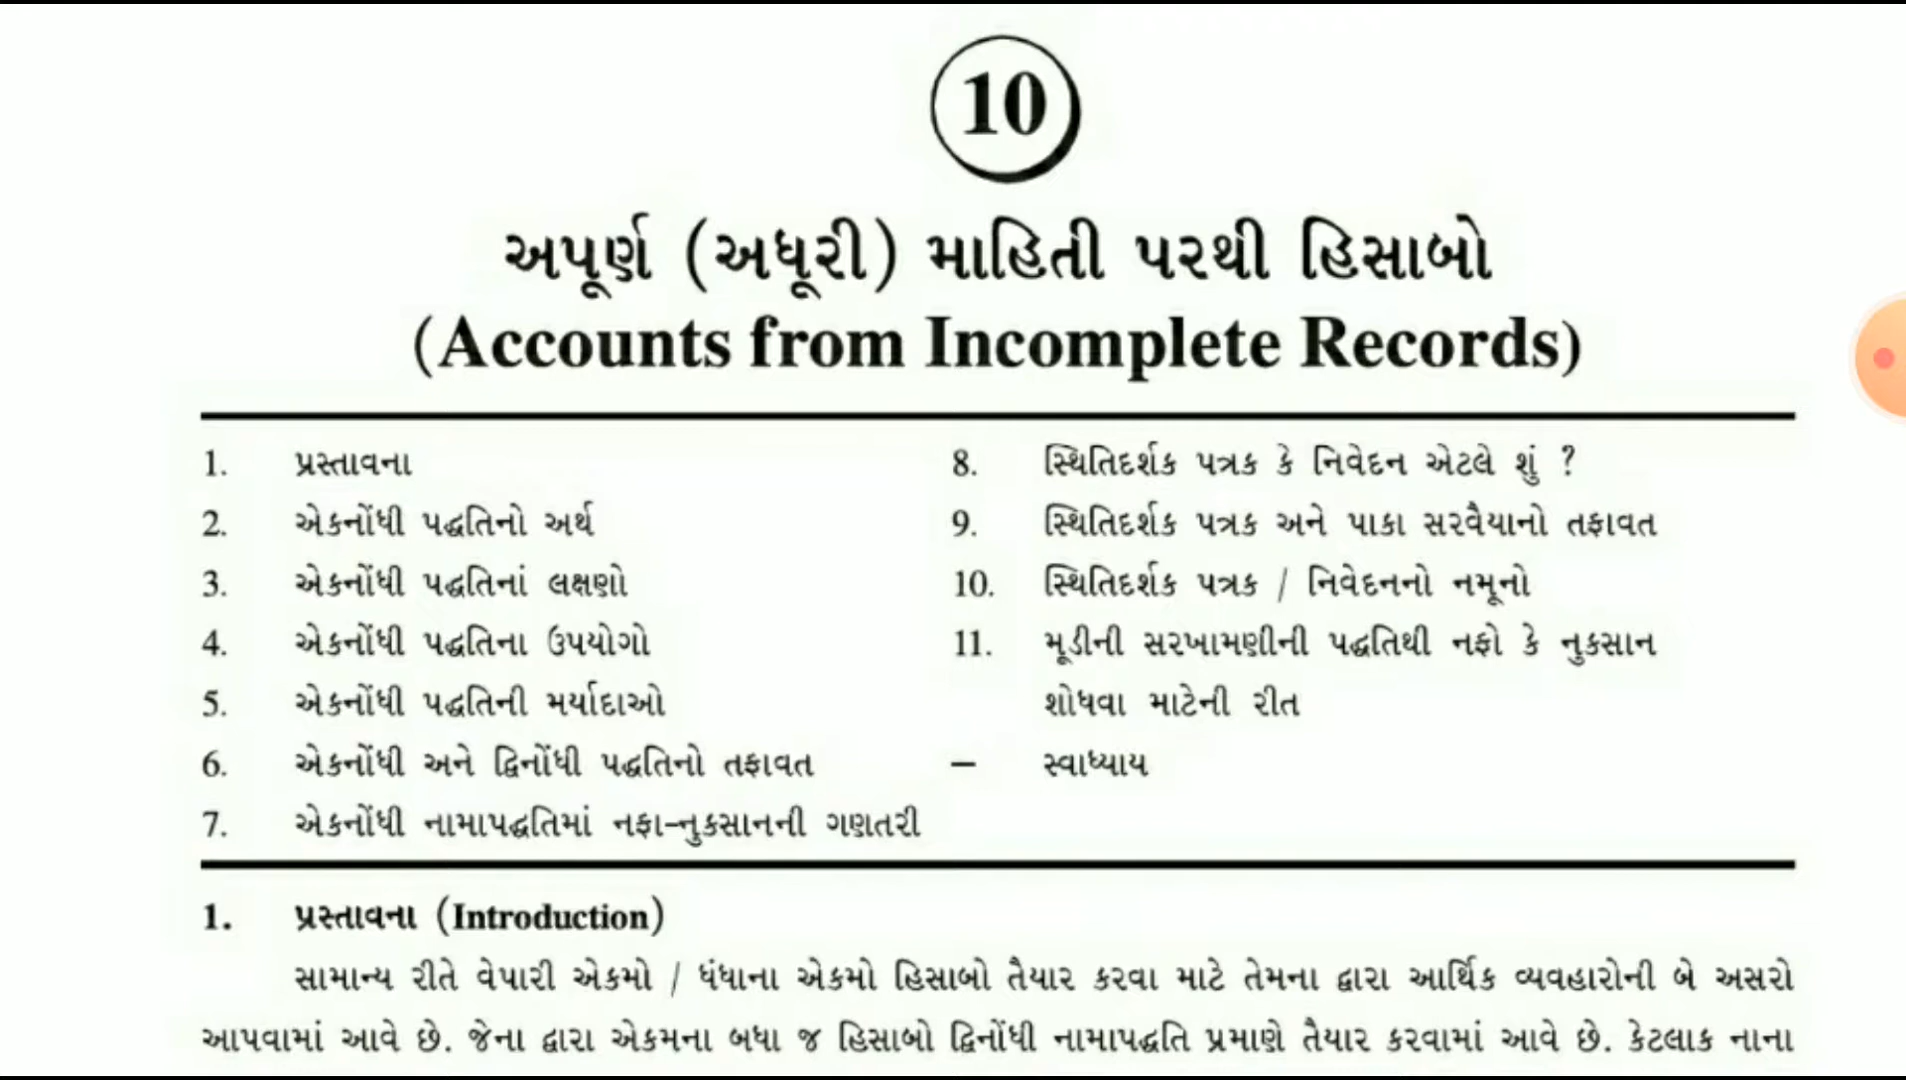 10
અપૂર્ણ (અધૂરી) માહિતી પરથી હિસાબો
(Accounts from Incomplete Records)
1. પ્રસ્તાવના
2. એકનોંધી પદ્ધતિનો અર્થ
3. એકનોંધી પદ્ધતિનાં લક્ષણો
4. એકનોંધી પદ્ધતિના ઉપયોગો
5. એકનોંધી પદ્ધતિની મર્યાદાઓ
6. એકનોંધી અને દ્વિનોંધી પદ્ધતિનો તફાવત
7. એકનોંધી નામાપદ્ધતિમાં નફા-નુકસાનની ગણતરી
8. સ્થિતિદર્શક પત્રક કે નિવેદન એટલે શું ?
9. સ્થિતિદર્શક પત્રક અને પાકા સરવૈયાનો તફાવત
10. સ્થિતિદર્શક પત્રક / નિવેદનનો નમૂનો
11. મૂડીની સરખામણીની પદ્ધતિથી નફો કે નુકસાન
શોધવા માટેની રીત
– સ્વાધ્યાય
1. પ્રસ્તાવના (Introduction)
સામાન્ય રીતે વેપારી એકમો / ધંધાના એકમો હિસાબો તૈયાર કરવા માટે તેમના દ્વારા આર્થિક વ્યવહારોની બે અસરો
આપવામાં આવે છે. જેના દ્વારા એકમના બધા જ હિસાબો દ્વિનોંધી નામાપદ્ધતિ પ્રમાણે તૈયાર કરવામાં આવે છે. કેટલાક નાના